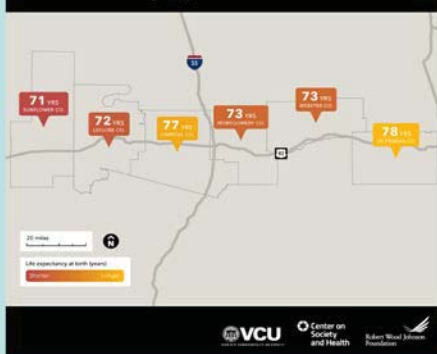 55
71 YRS
SUNFLOWER CO.
72 YRS
LEFLORE CO.
77 YRS
CARROLL CO.
73 YRS
MONTGOMERY CO.
73 YRS
WEBSTER CO.
78 YRS
82
20 miles
N
Life expectancy at birth (years)
Shorter
Longer
VCU
Center on
Society
and Health
Robert Wood Johnson
Foundation